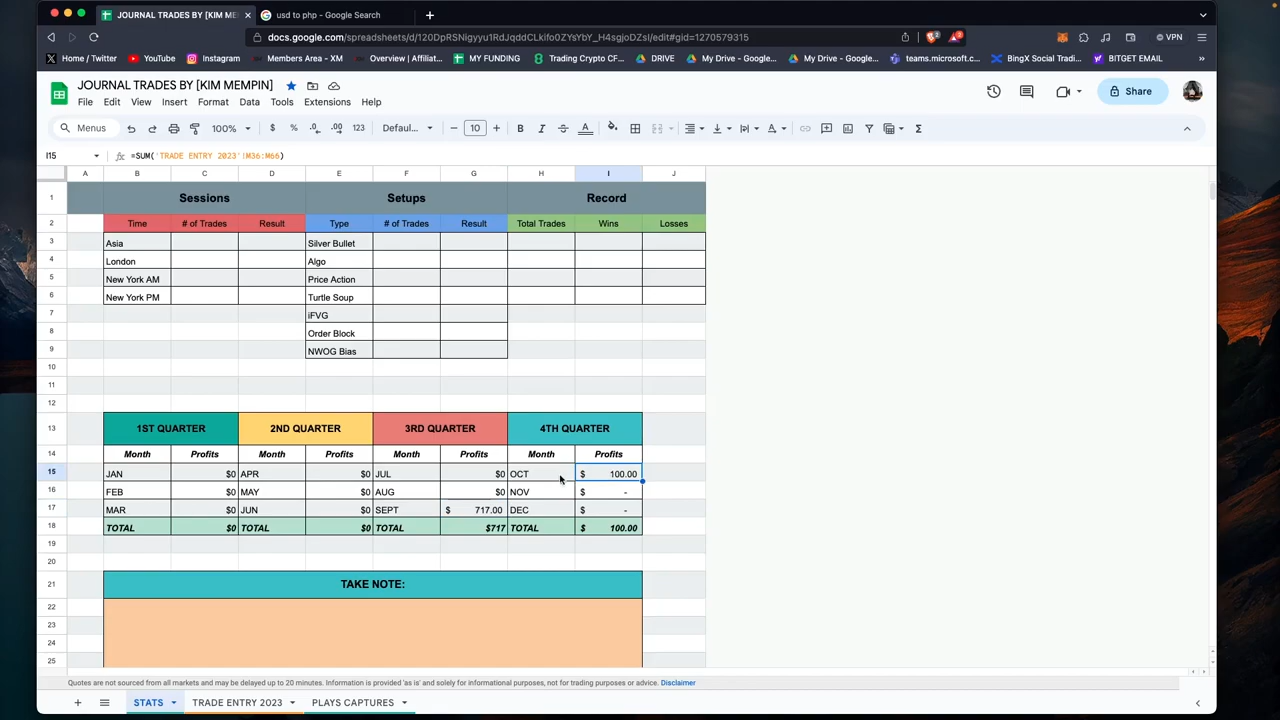 JOURNAL TRADES BY [KIM MEMPIN] × usd to php - Google Search +
docs.google.com/spreadsheets/d/120DpRSNigyyu1RdJqddCLkifo0ZYsYbY_H4sgjoDZsI/edit#gid=1270579315 VPN
Home / Twitter YouTube Instagram Members Area - XM Overview | Affiliat... MY FUNDING Trading Crypto CF... DRIVE My Drive - Google... My Drive - Google... teams.microsoft.c... BingX Social Tradi... BITGET EMAIL »
JOURNAL TRADES BY [KIM MEMPIN]
File Edit View Insert Format Data Tools Extensions Help
Share
Menus 100% $ % .0 .00 123 Defaul... − 10 + B I A Σ
I15 fx =SUM('TRADE ENTRY 2023'!M36:M66)
A B C D E F G H I J
1 Sessions Setups Record
2 Time # of Trades Result Type # of Trades Result Total Trades Wins Losses
3 Asia Silver Bullet
4 London Algo
5 New York AM Price Action
6 New York PM Turtle Soup
7 iFVG
8 Order Block
9 NWOG Bias
10
11
12
13 1ST QUARTER 2ND QUARTER 3RD QUARTER 4TH QUARTER
14 Month Profits Month Profits Month Profits Month Profits
15 JAN $0 APR $0 JUL $0 OCT $ 100.00
16 FEB $0 MAY $0 AUG $0 NOV $ -
17 MAR $0 JUN $0 SEPT $ 717.00 DEC $ -
18 TOTAL $0 TOTAL $0 TOTAL $717 TOTAL $ 100.00
19
20
21 TAKE NOTE:
22
23
24
25
Quotes are not sourced from all markets and may be delayed up to 20 minutes. Information is provided 'as is' and solely for informational purposes, not for trading purposes or advice. Disclaimer
+ STATS TRADE ENTRY 2023 PLAYS CAPTURES